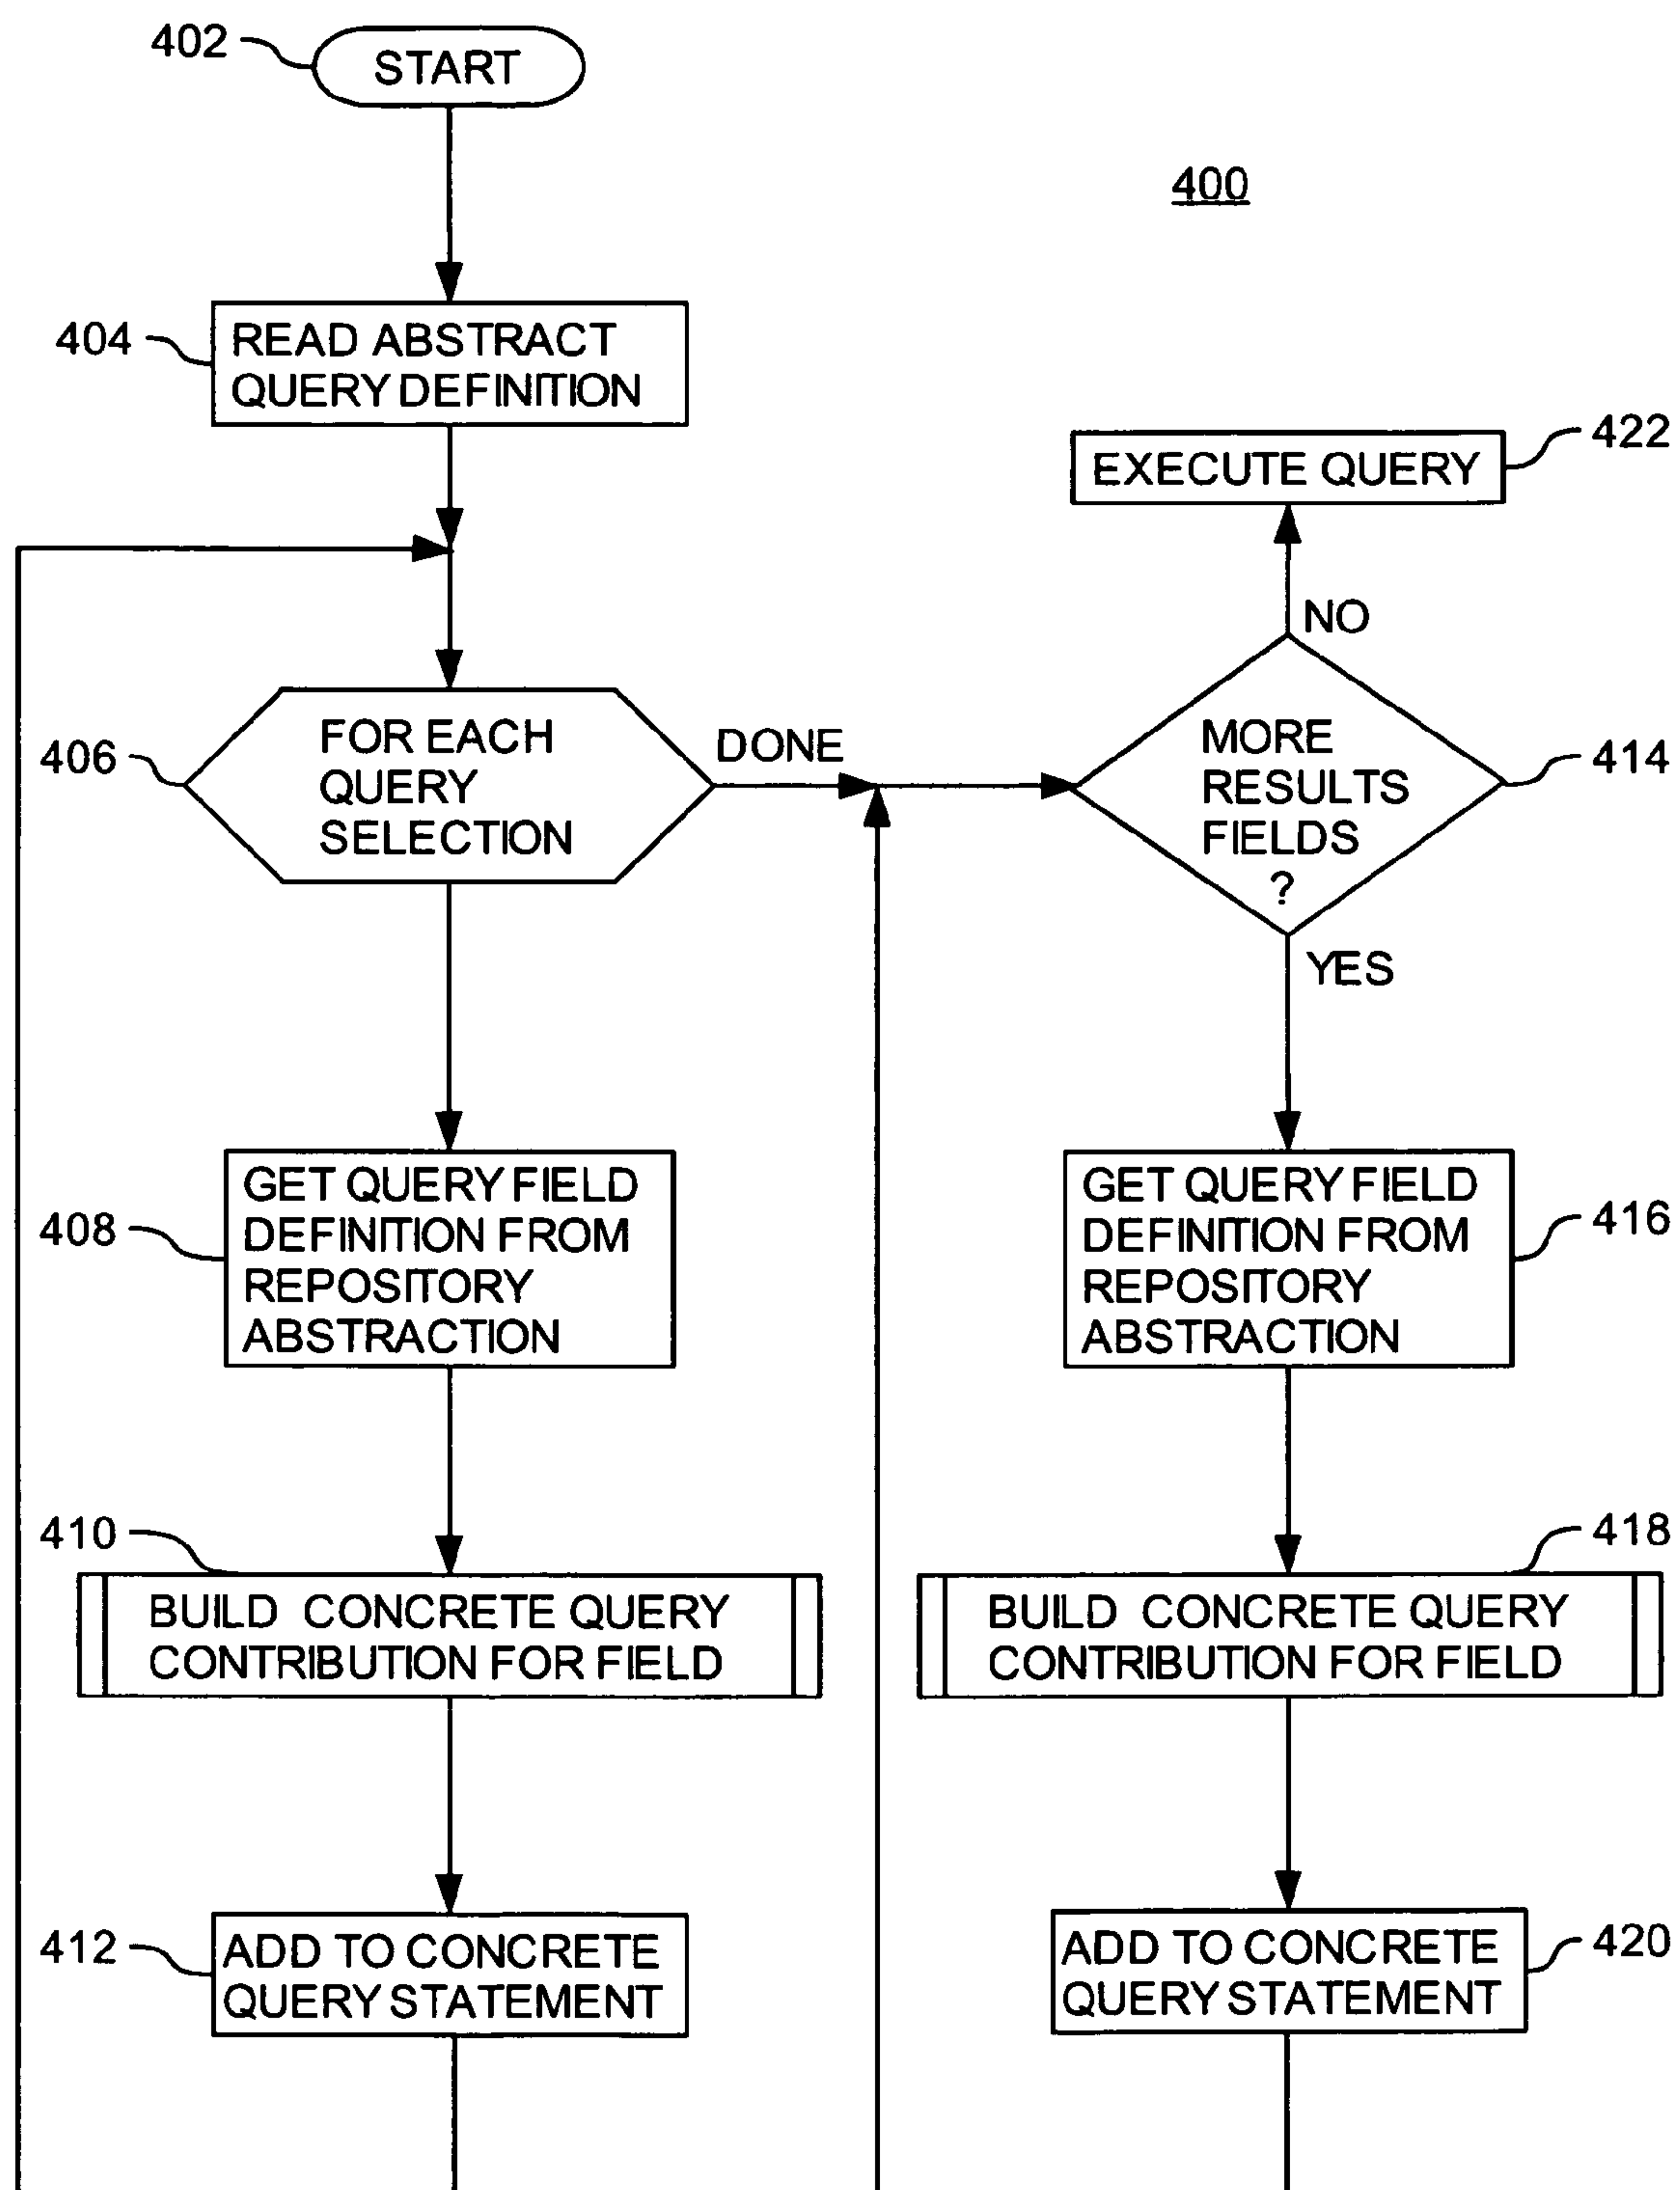 402
START
400
404
READ ABSTRACT
QUERY DEFINITION
422
EXECUTE QUERY
NO
406
FOR EACH
QUERY
SELECTION
DONE
MORE
RESULTS
FIELDS
?
414
YES
408
GET QUERY FIELD
DEFINITION FROM
REPOSITORY
ABSTRACTION
GET QUERY FIELD
DEFINITION FROM
REPOSITORY
ABSTRACTION
416
410
BUILD CONCRETE QUERY
CONTRIBUTION FOR FIELD
418
BUILD CONCRETE QUERY
CONTRIBUTION FOR FIELD
412
ADD TO CONCRETE
QUERY STATEMENT
ADD TO CONCRETE
QUERY STATEMENT
420